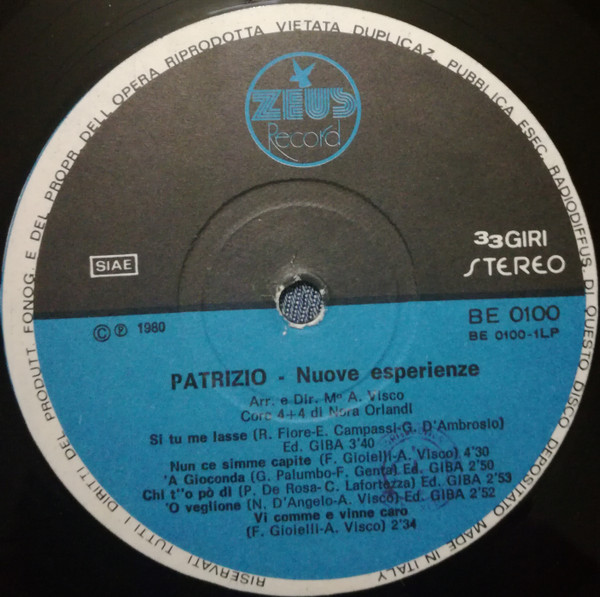 RISERVATI TUTTI I DIRITTI DEL PRODUTT. FONOG. E DEL PROPR. DELL'OPERA RIPRODOTTA VIETATA DUPLICAZ. PUBBLICA ESEC. RADIODIFFUS. DI QUESTO DISCO DEPOSITATO MADE IN ITALY
ZEUS
Record
SIAE
33GIRI
STEREO
© ℗ 1980
BE 0100
BE 0100-1LP
PATRIZIO - Nuove esperienze
Arr. e Dir. Mº A. Visco
Coro 4+4 di Nora Orlandi
Si tu me lasse (R. Fiore-E. Campassi-G. D'Ambrosio)
Ed. GIBA 3'40
Nun ce simme capite (F. Gioielli-A. Visco) 4'30
'A Gioconda (G. Palumbo-F. Genta) Ed. GIBA 2'50
Chi t''o pò dì (P. De Rosa-C. Lafortezza) Ed. GIBA 2'53
'O veglione (N. D'Angelo-A. Visco)-Ed. GIBA 2'52
Vi comme e vinne caro
(F. Gioielli-A. Visco) 2'34